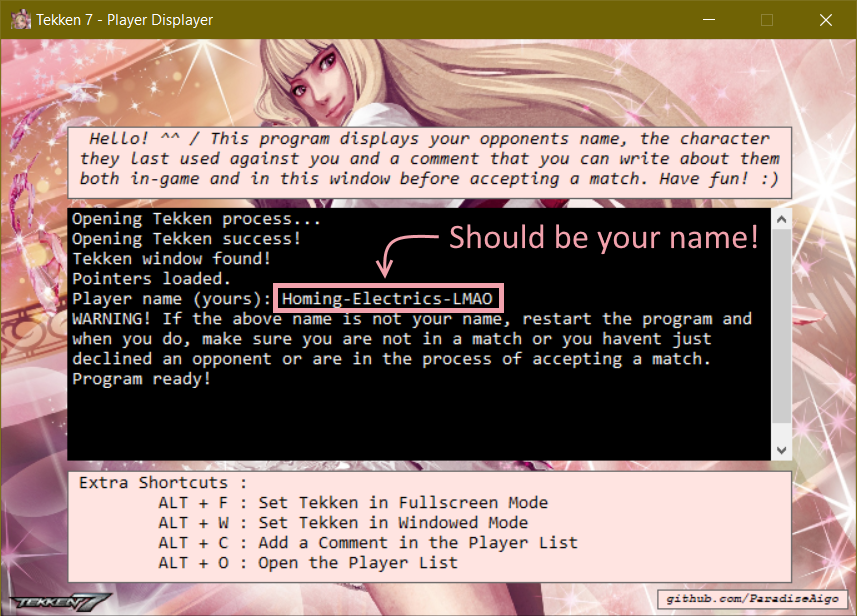 Tekken 7 - Player Displayer
Hello! ^^ / This program displays your opponents name, the character
they last used against you and a comment that you can write about them
both in-game and in this window before accepting a match. Have fun! :)
Opening Tekken process...
Opening Tekken success!
Tekken window found!
Pointers loaded.
Should be your name!
Player name (yours): Homing-Electrics-LMAO
WARNING! If the above name is not your name, restart the program and
when you do, make sure you are not in a match or you havent just
declined an opponent or are in the process of accepting a match.
Program ready!
Extra Shortcuts :
ALT + F : Set Tekken in Fullscreen Mode
ALT + W : Set Tekken in Windowed Mode
ALT + C : Add a Comment in the Player List
ALT + O : Open the Player List
TEKKEN 7
github.com/ParadiseAigo